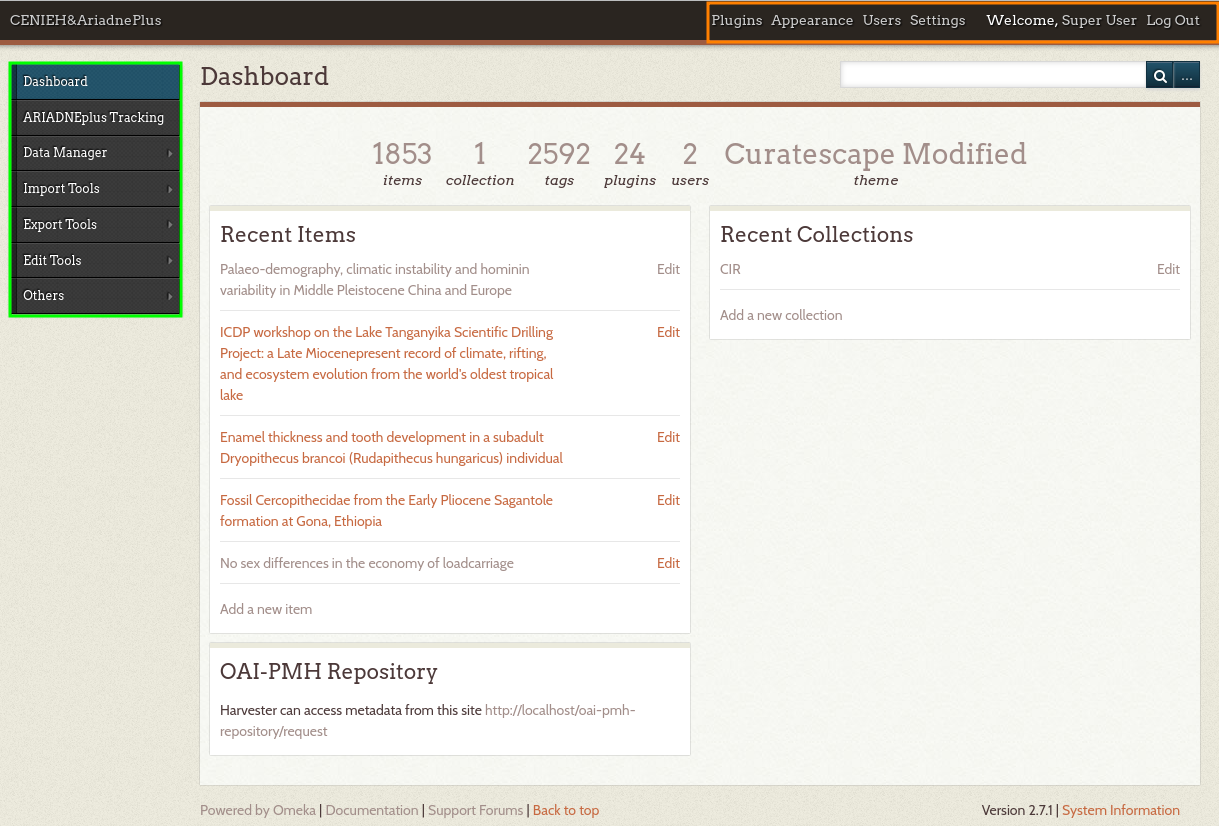 CENIEH&AriadnePlus
Plugins Appearance Users Settings Welcome, Super User Log Out
Dashboard
ARIADNEplus Tracking
Data Manager
Import Tools
Export Tools
Edit Tools
Others
Dashboard
...
1853 1 2592 24 2 Curatescape Modified
items collection tags plugins users theme
Recent Items
Palaeo-demography, climatic instability and hominin Edit
variability in Middle Pleistocene China and Europe
ICDP workshop on the Lake Tanganyika Scientific Drilling Edit
Project: a Late Miocenepresent record of climate, rifting,
and ecosystem evolution from the world's oldest tropical
lake
Enamel thickness and tooth development in a subadult Edit
Dryopithecus brancoi (Rudapithecus hungaricus) individual
Fossil Cercopithecidae from the Early Pliocene Sagantole Edit
formation at Gona, Ethiopia
No sex differences in the economy of loadcarriage Edit
Add a new item
Recent Collections
CIR Edit
Add a new collection
OAI-PMH Repository
Harvester can access metadata from this site http://localhost/oai-pmh-
repository/request
Powered by Omeka | Documentation | Support Forums | Back to top
Version 2.7.1 | System Information